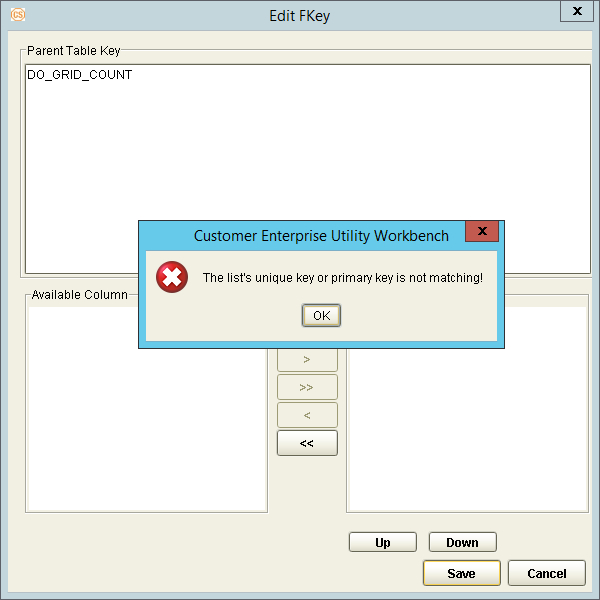 CS
Edit FKey
X
Parent Table Key
DO_GRID_COUNT
Customer Enterprise Utility Workbench
X
The list's unique key or primary key is not matching!
OK
Available Column
>
>>
<
<<
Up
Down
Save
Cancel